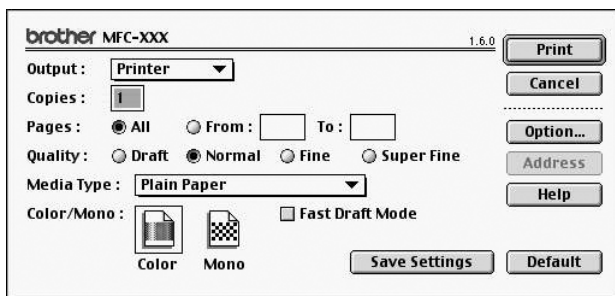 brother MFC-XXX 1.6.0
Print
Output : Printer
Cancel
Copies : 1
Pages : All From : To :
Option...
Quality : Draft Normal Fine Super Fine
Address
Media Type : Plain Paper
Help
Color/Mono : Fast Draft Mode
Color Mono
Save Settings Default